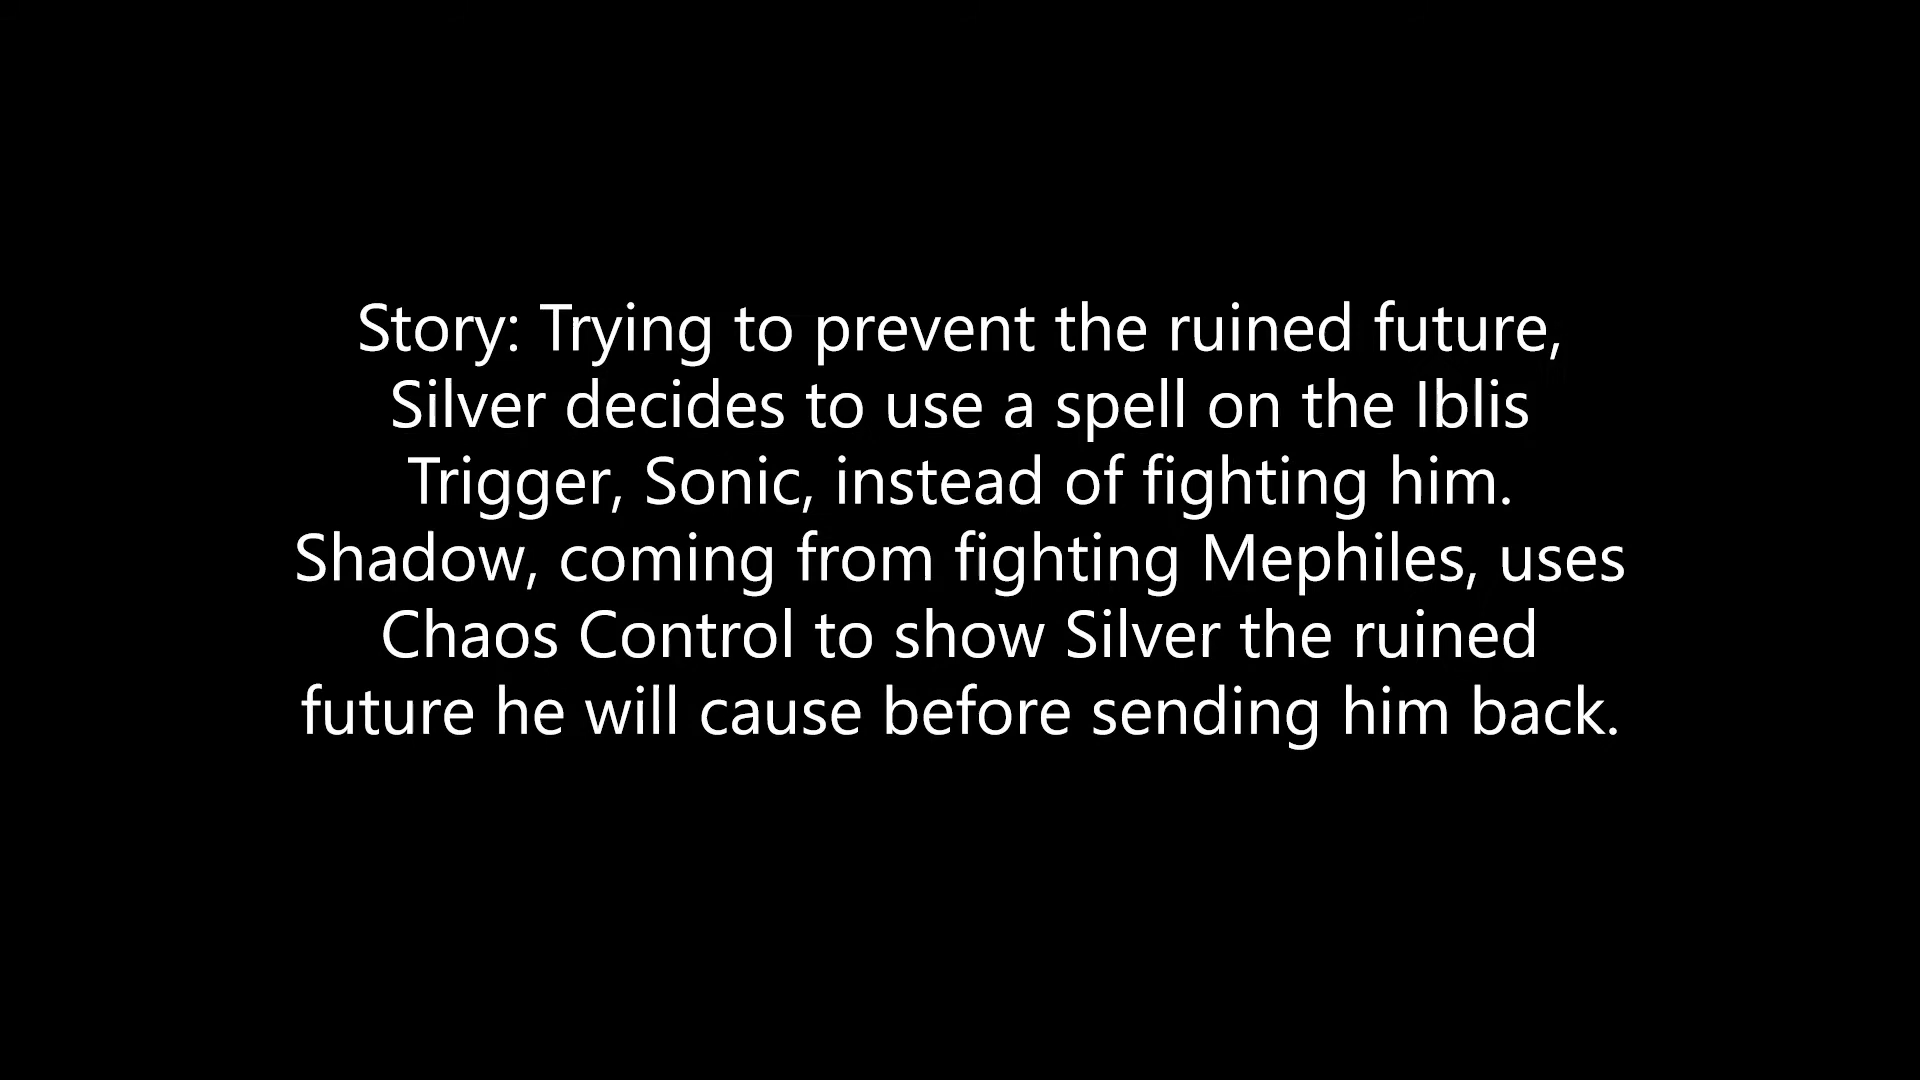 Story: Trying to prevent the ruined future,
Silver decides to use a spell on the Iblis
Trigger, Sonic, instead of fighting him.
Shadow, coming from fighting Mephiles, uses
Chaos Control to show Silver the ruined
future he will cause before sending him back.